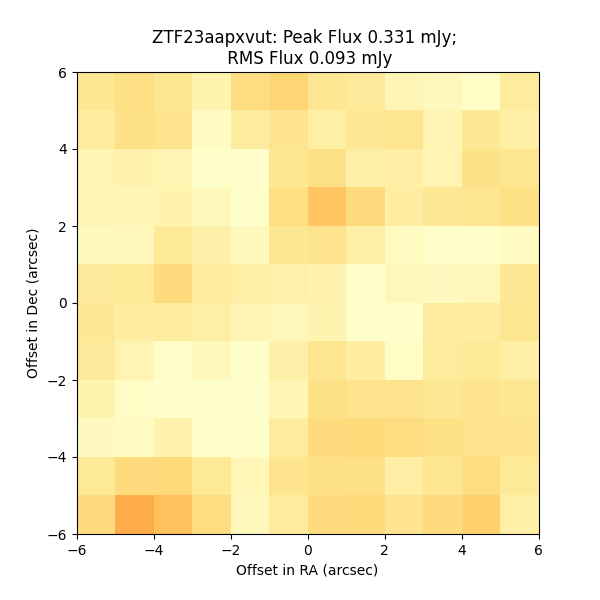 ZTF23aapxvut: Peak Flux 0.331 mJy;
RMS Flux 0.093 mJy
6
4
2
0
−2
−4
−6
Offset in Dec (arcsec)
−6 −4 −2 0 2 4 6
Offset in RA (arcsec)